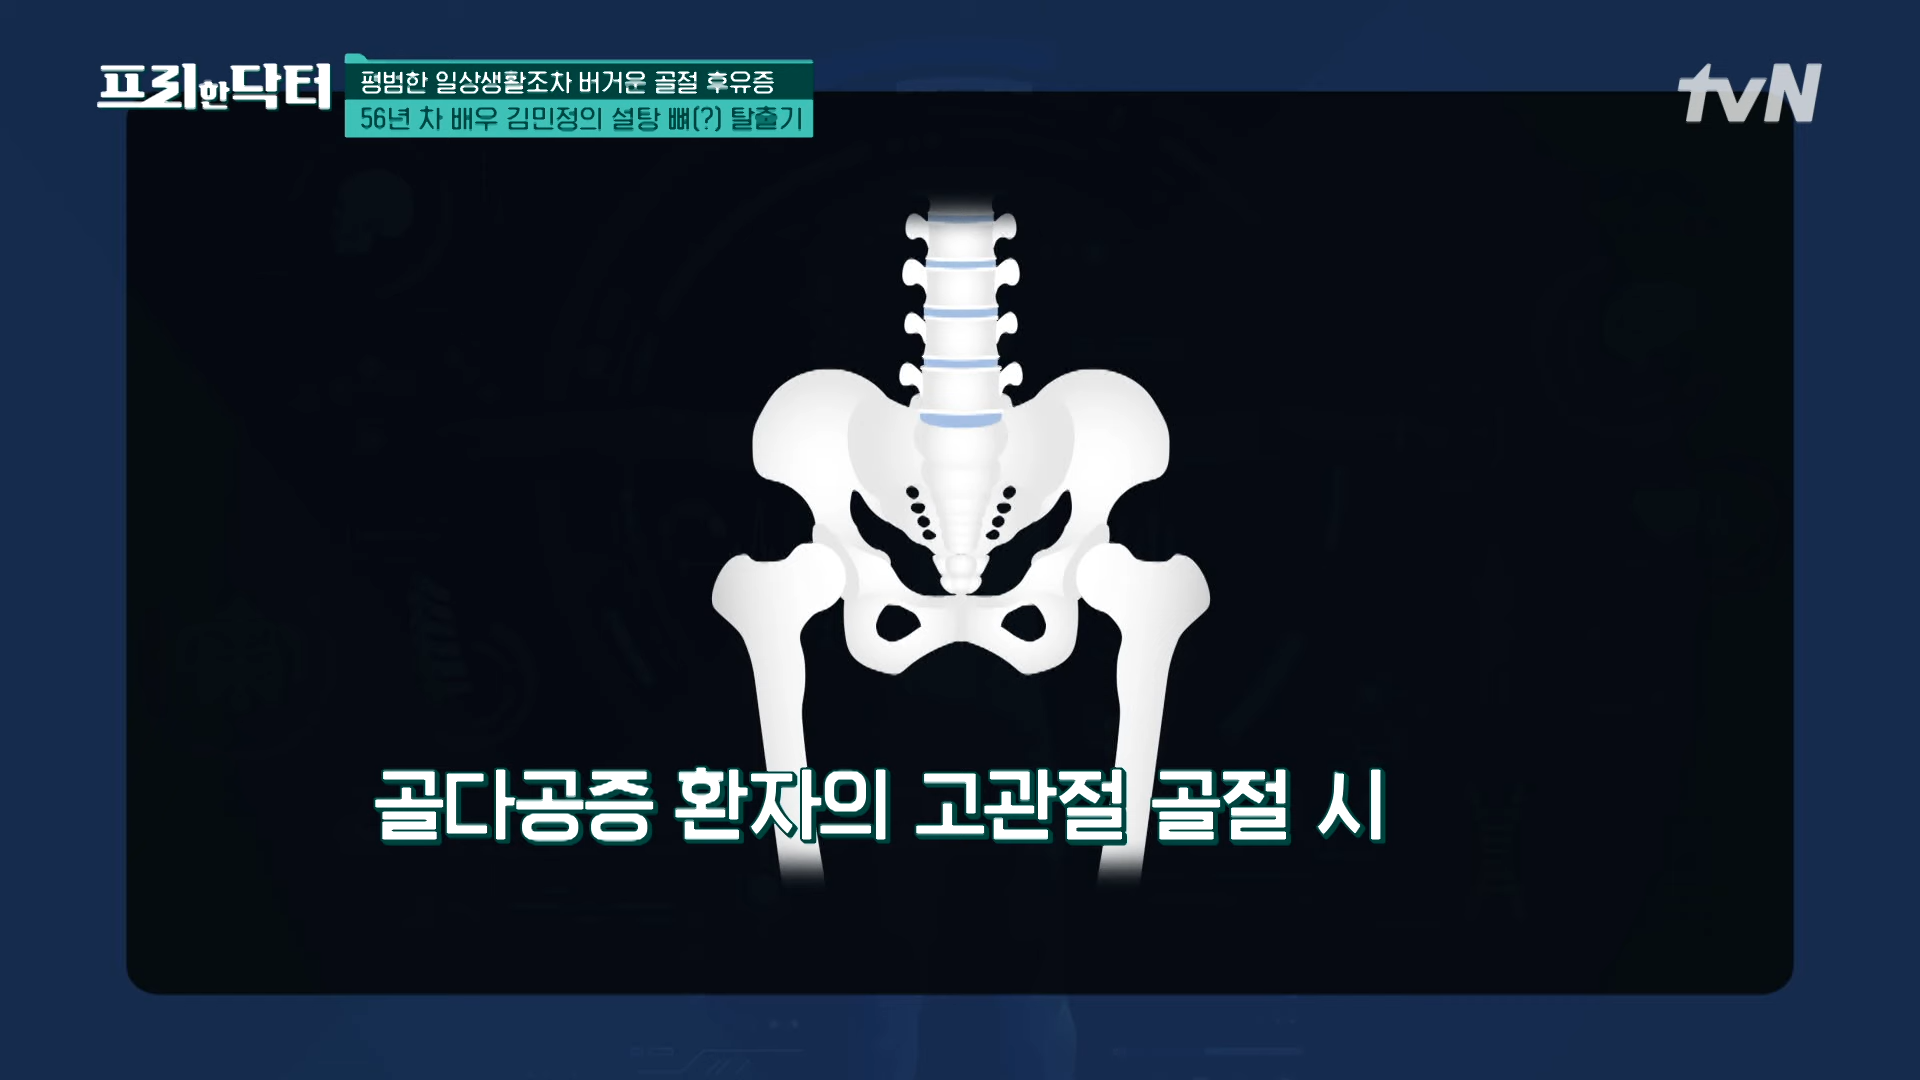 프리한닥터
평범한 일상생활조차 버거운 골절 후유증
56년 차 배우 김민정의 설탕 뼈(?) 탈출기
tvN
골다공증 환자의 고관절 골절 시